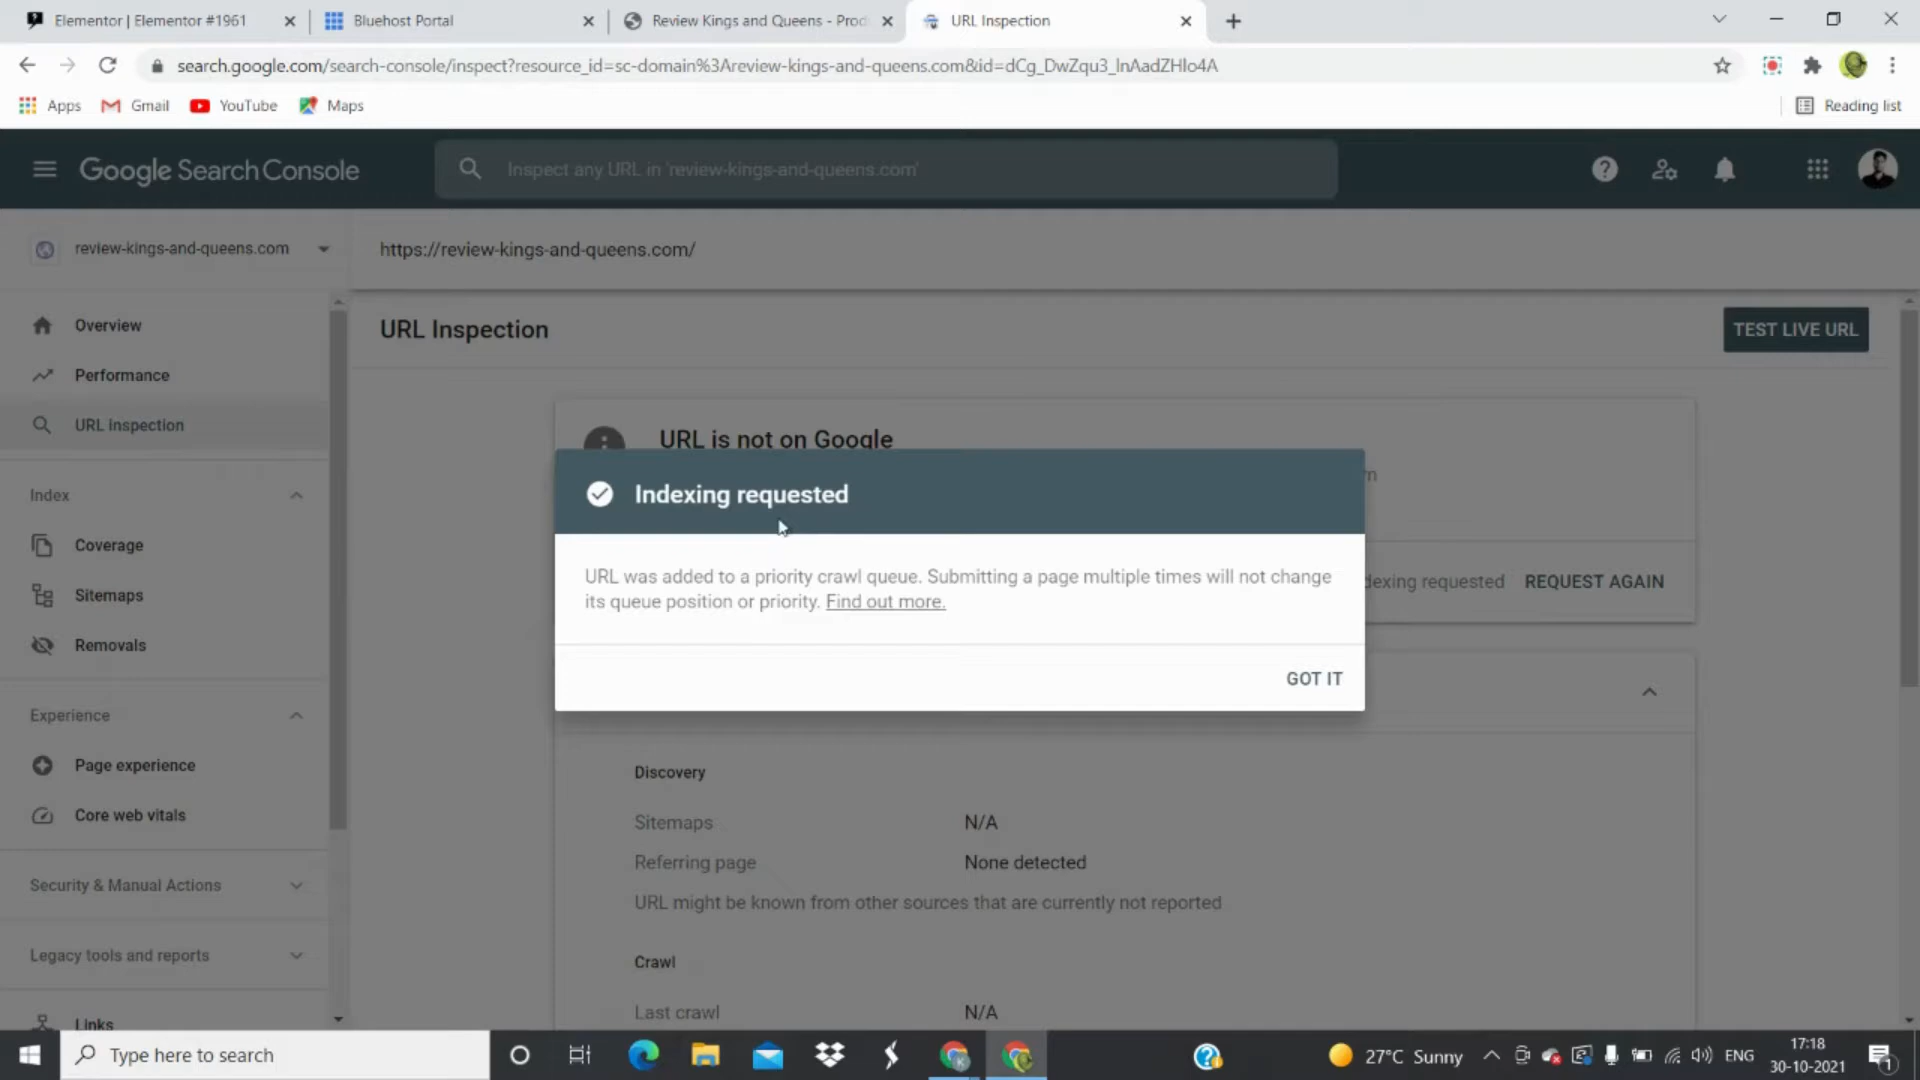 Elementor | Elementor #1961
Bluehost Portal
Review Kings and Queens - Prod
URL Inspection
search.google.com/search-console/inspect?resource_id=sc-domain%3Areview-kings-and-queens.com&id=dCg_DwZqu3_lnAadZHIo4A
Apps
Gmail
YouTube
Maps
Reading list
Google Search Console
Inspect any URL in 'review-kings-and-queens.com'
review-kings-and-queens.com
https://review-kings-and-queens.com/
Overview
Performance
URL inspection
Index
Coverage
Sitemaps
Removals
Experience
Page experience
Core web vitals
Security & Manual Actions
Legacy tools and reports
Links
URL Inspection
TEST LIVE URL
URL is not on Google
Indexing requested
URL was added to a priority crawl queue. Submitting a page multiple times will not change
its queue position or priority. Find out more.
GOT IT
dexing requested
REQUEST AGAIN
Discovery
Sitemaps N/A
Referring page None detected
URL might be known from other sources that are currently not reported
Crawl
Last crawl N/A
Type here to search
27°C Sunny
ENG
17:18
30-10-2021
1